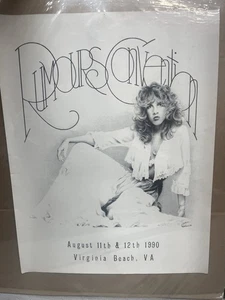 RUMOURS CONVENTION
August 11th & 12th 1990
Virginia Beach, VA